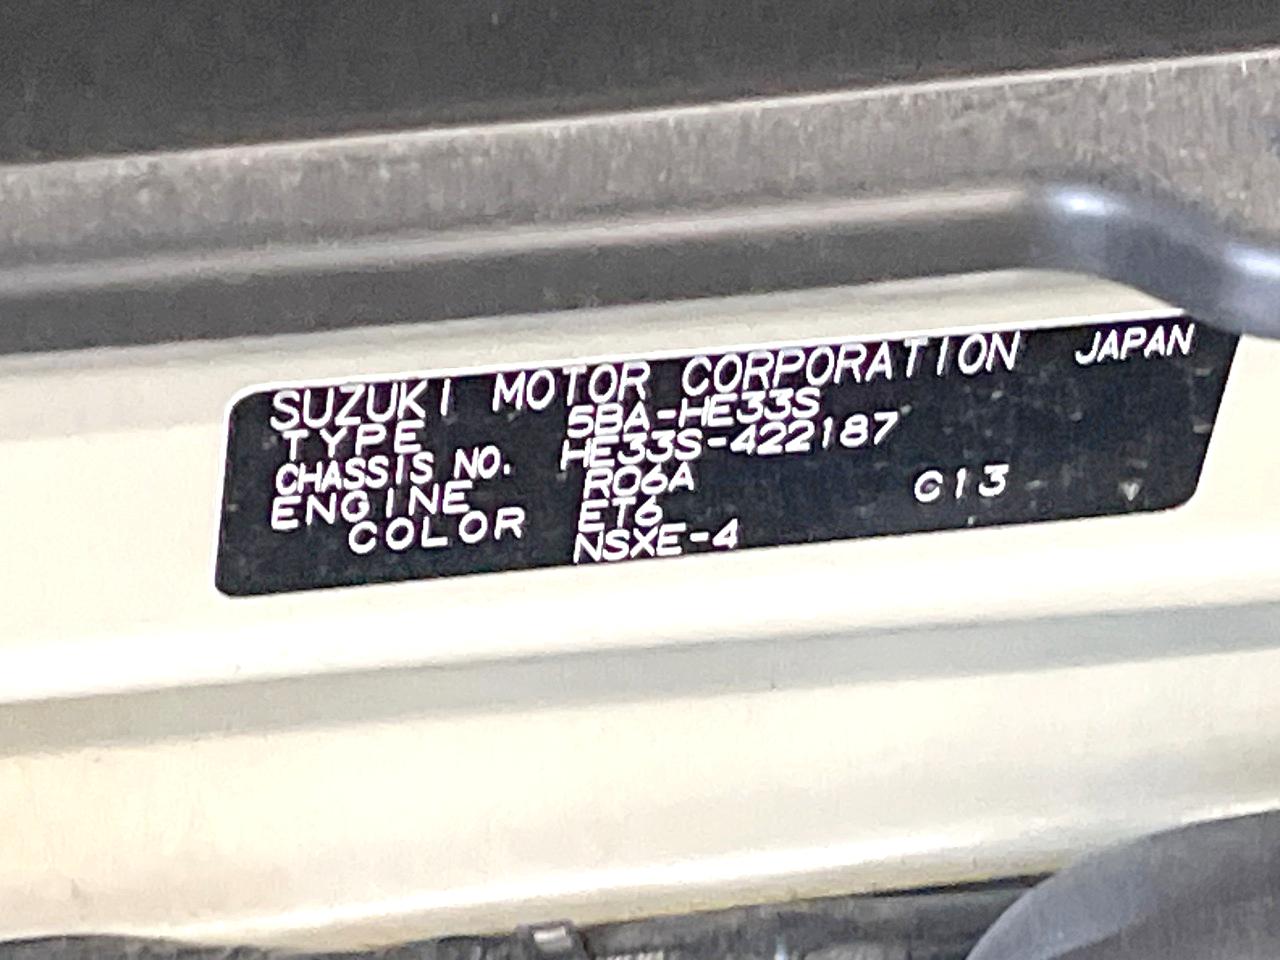 SUZUKI MOTOR CORPORATION JAPAN
TYPE 5BA-HE33S
CHASSIS NO. HE33S-422187
ENGINE R06A
COLOR ET6 C13
NSXE-4